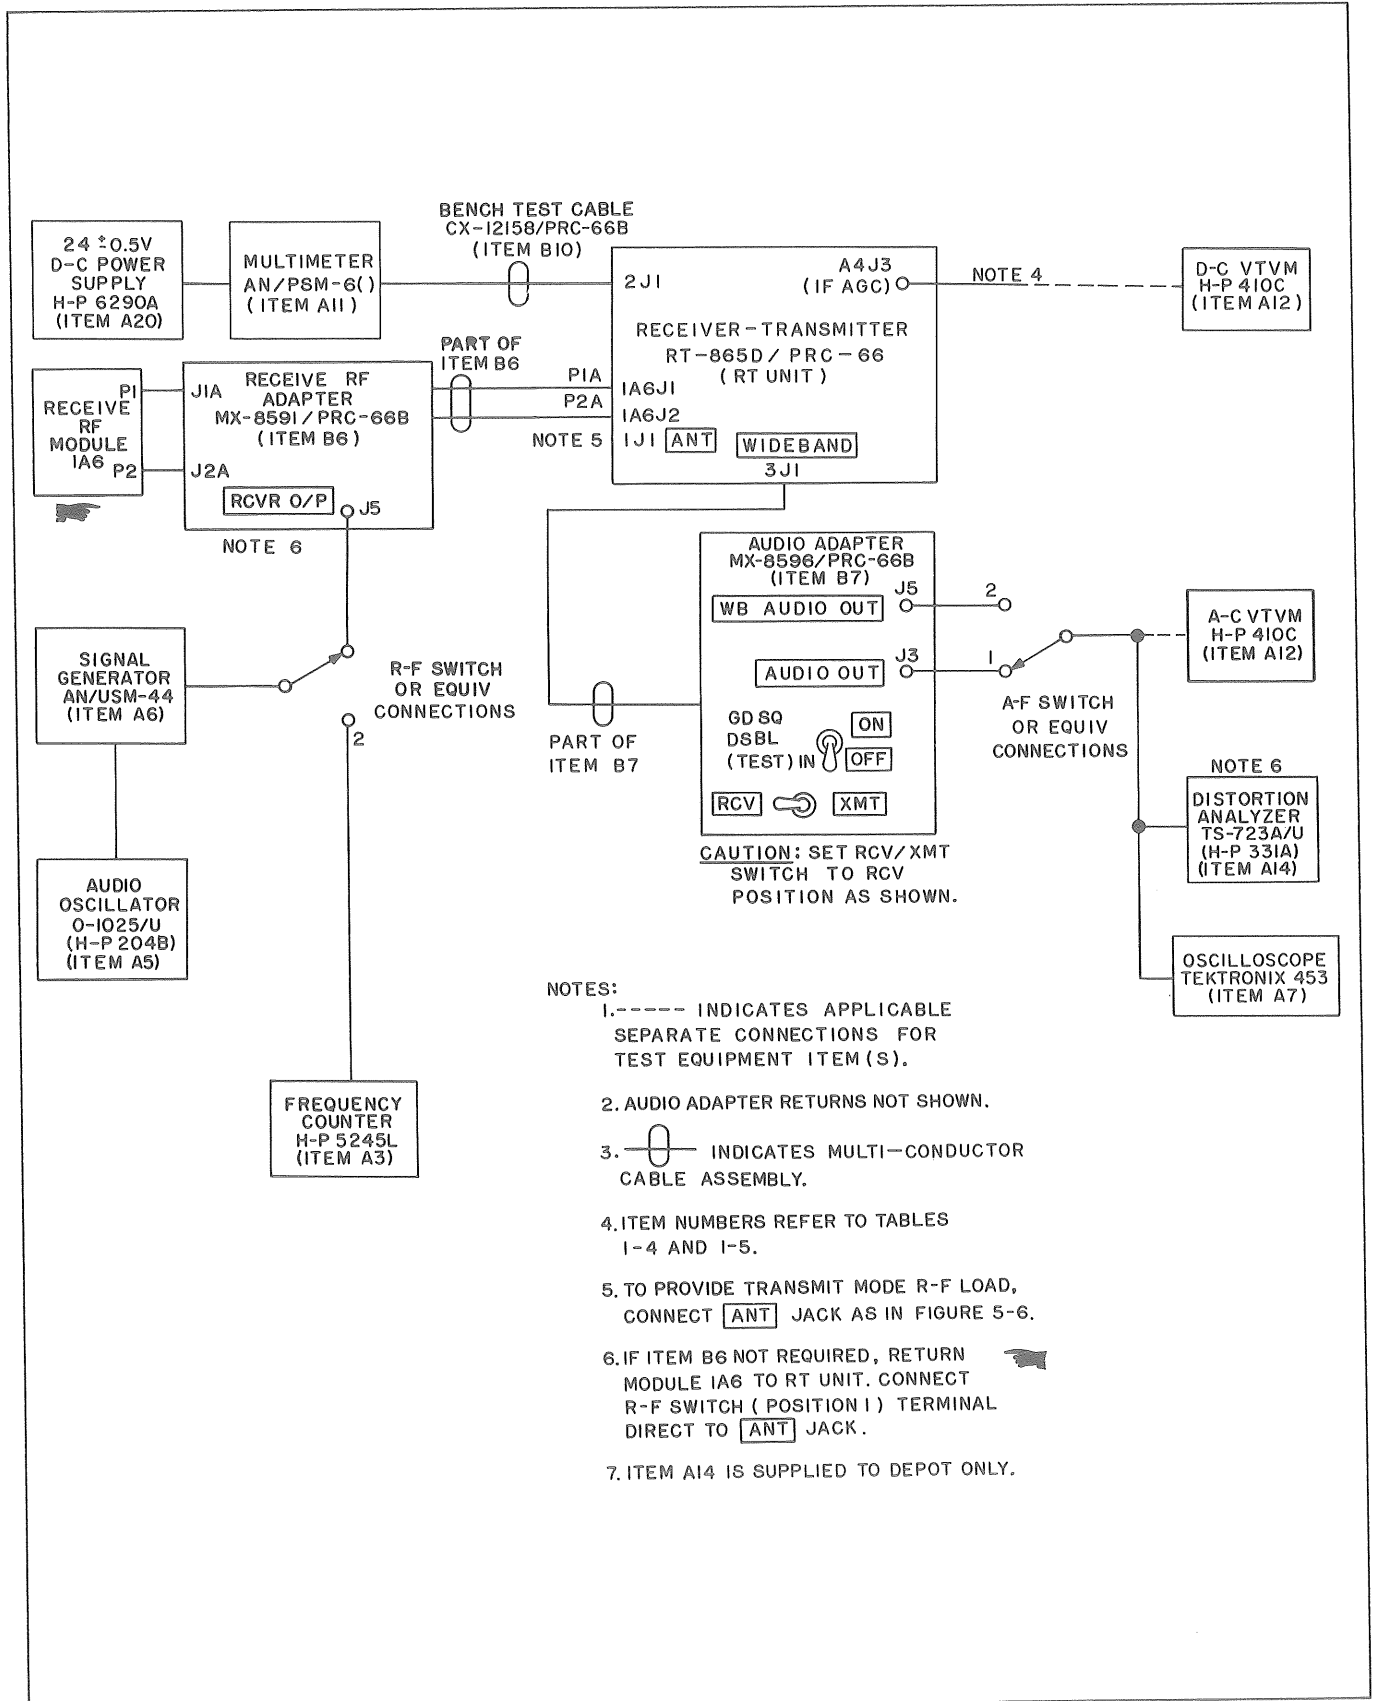 24 ±0.5V
D-C POWER
SUPPLY
H-P 6290A
(ITEM A20)
MULTIMETER
AN/PSM-6()
(ITEM A11)
BENCH TEST CABLE
CX-12158/PRC-66B
(ITEM B10)
2J1
A4J3
(IF AGC)
RECEIVER-TRANSMITTER
RT-865D/PRC-66
(RT UNIT)
1A6J1
1A6J2
1J1 ANT
WIDEBAND
3J1
NOTE 4
D-C VTVM
H-P 410C
(ITEM A12)
PART OF
ITEM B6
P1A
P2A
NOTE 5
RECEIVE
RF
MODULE
1A6
P1
P2
J1A
J2A
RECEIVE RF
ADAPTER
MX-8591/PRC-66B
(ITEM B6)
RCVR O/P
J5
NOTE 6
SIGNAL
GENERATOR
AN/USM-44
(ITEM A6)
R-F SWITCH
OR EQUIV
CONNECTIONS
2
PART OF
ITEM B7
AUDIO ADAPTER
MX-8596/PRC-66B
(ITEM B7)
WB AUDIO OUT
J5
2
AUDIO OUT
J3
1
GD SQ
DSBL
(TEST) IN
ON
OFF
RCV
XMT
A-F SWITCH
OR EQUIV
CONNECTIONS
A-C VTVM
H-P 410C
(ITEM A12)
NOTE 6
DISTORTION
ANALYZER
TS-723A/U
(H-P 331A)
(ITEM A14)
CAUTION: SET RCV/XMT
SWITCH TO RCV
POSITION AS SHOWN.
AUDIO
OSCILLATOR
O-1025/U
(H-P 204B)
(ITEM A5)
OSCILLOSCOPE
TEKTRONIX 453
(ITEM A7)
FREQUENCY
COUNTER
H-P 5245L
(ITEM A3)
NOTES:
1. ----- INDICATES APPLICABLE
SEPARATE CONNECTIONS FOR
TEST EQUIPMENT ITEM(S).
2. AUDIO ADAPTER RETURNS NOT SHOWN.
3. INDICATES MULTI-CONDUCTOR
CABLE ASSEMBLY.
4. ITEM NUMBERS REFER TO TABLES
1-4 AND 1-5.
5. TO PROVIDE TRANSMIT MODE R-F LOAD,
CONNECT ANT JACK AS IN FIGURE 5-6.
6. IF ITEM B6 NOT REQUIRED, RETURN
MODULE 1A6 TO RT UNIT. CONNECT
R-F SWITCH (POSITION 1) TERMINAL
DIRECT TO ANT JACK.
7. ITEM A14 IS SUPPLIED TO DEPOT ONLY.